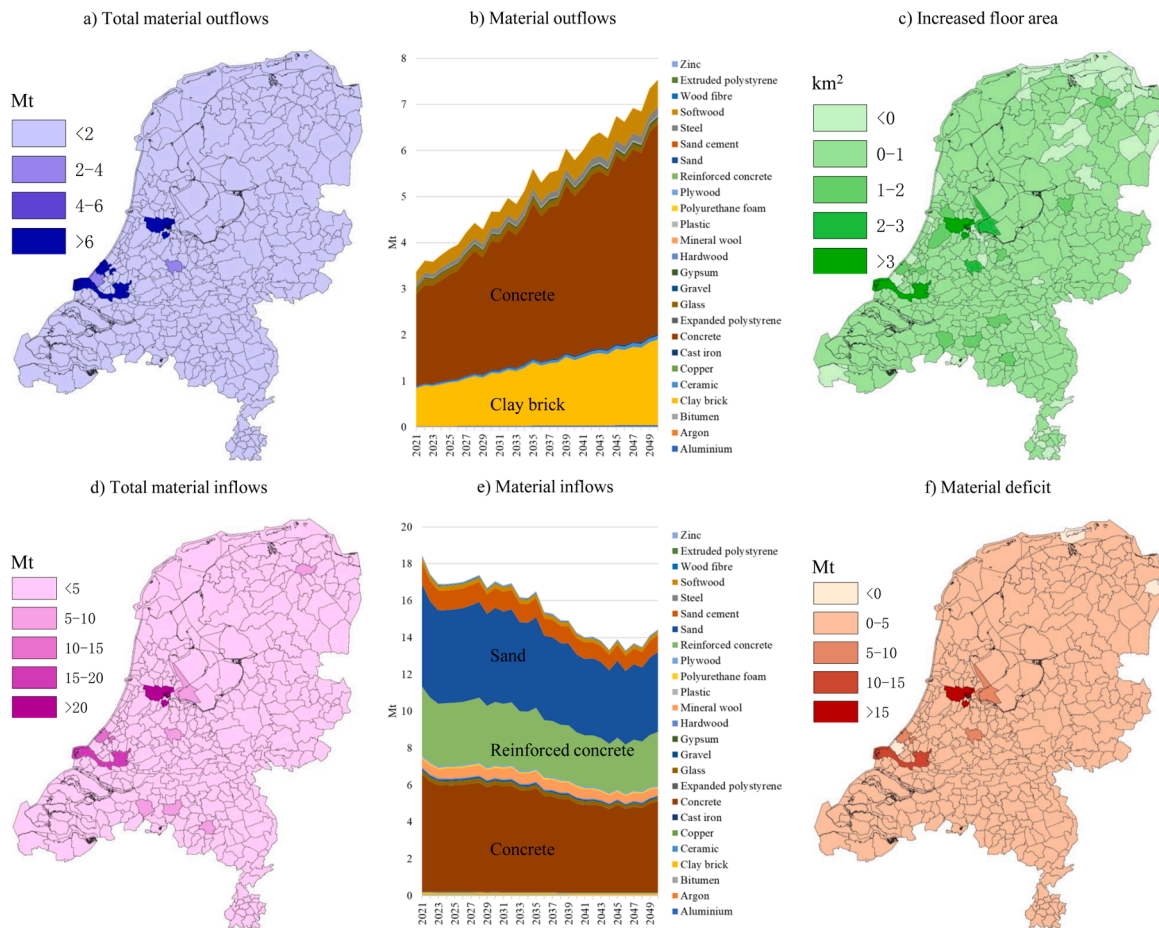 a) Total material outflows
Mt
<2
2-4
4-6
>6
b) Material outflows
8
7
6
5
4
3
2
1
0
Mt
Concrete
Clay brick
2021
2023
2025
2027
2029
2031
2033
2035
2037
2039
2041
2043
2045
2047
2049
Zinc
Extruded polystyrene
Wood fibre
Softwood
Steel
Sand cement
Sand
Reinforced concrete
Plywood
Polyurethane foam
Plastic
Mineral wool
Hardwood
Gypsum
Gravel
Glass
Expanded polystyrene
Concrete
Cast iron
Copper
Ceramic
Clay brick
Bitumen
Argon
Aluminium
c) Increased floor area
km²
<0
0-1
1-2
2-3
>3
d) Total material inflows
Mt
<5
5-10
10-15
15-20
>20
e) Material inflows
20
18
16
14
12
10
8
6
4
2
0
Mt
Sand
Reinforced concrete
Concrete
2021
2023
2025
2027
2029
2031
2033
2035
2037
2039
2041
2043
2045
2047
2049
Zinc
Extruded polystyrene
Wood fibre
Softwood
Steel
Sand cement
Sand
Reinforced concrete
Plywood
Polyurethane foam
Plastic
Mineral wool
Hardwood
Gypsum
Gravel
Glass
Expanded polystyrene
Concrete
Cast iron
Copper
Ceramic
Clay brick
Bitumen
Argon
Aluminium
f) Material deficit
Mt
<0
0-5
5-10
10-15
>15